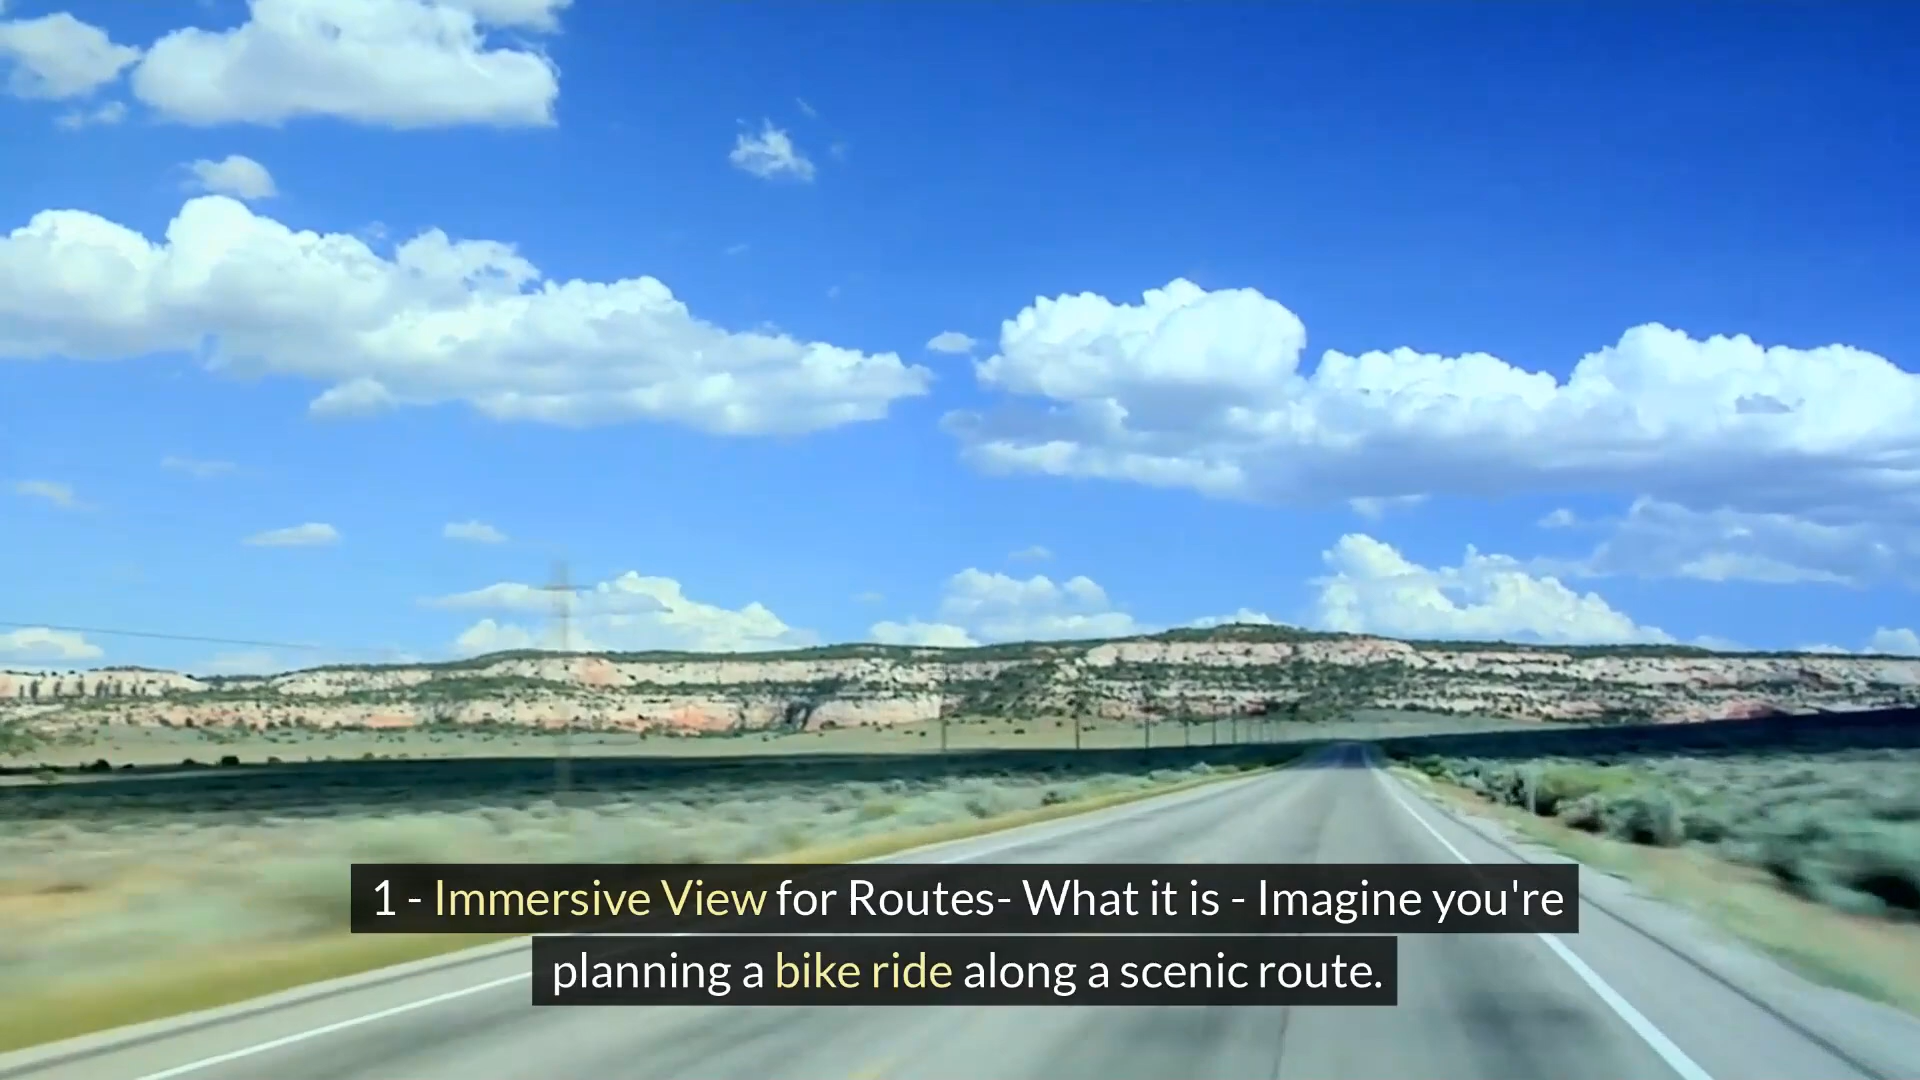 1 - Immersive View for Routes- What it is - Imagine you're
planning a bike ride along a scenic route.